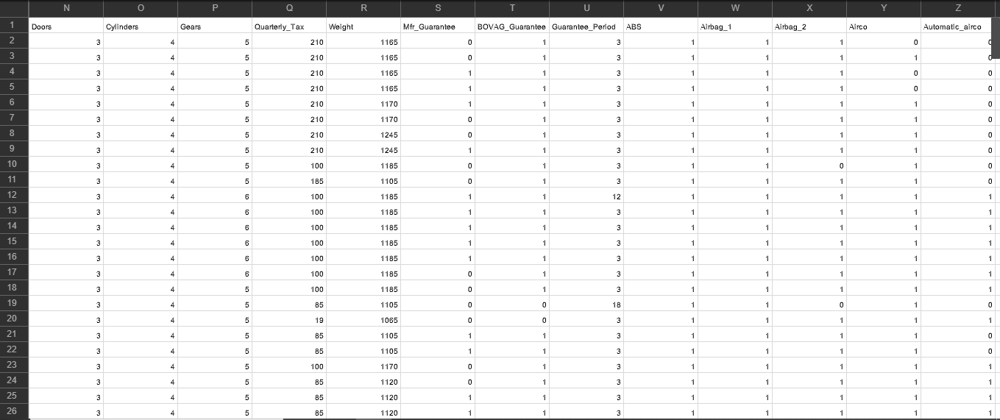 N O P Q R S T U V W X Y Z
1 Doors Cylinders Gears Quarterly_Tax Weight Mfr_Guarantee BOVAG_Guarantee Guarantee_Period ABS Airbag_1 Airbag_2 Airco Automatic_airco
2 3 4 5 210 1165 0 1 3 1 1 1 0 0
3 3 4 5 210 1165 0 1 3 1 1 1 1 0
4 3 4 5 210 1165 1 1 3 1 1 1 0 0
5 3 4 5 210 1165 1 1 3 1 1 1 0 0
6 3 4 5 210 1170 1 1 3 1 1 1 1 0
7 3 4 5 210 1170 0 1 3 1 1 1 1 0
8 3 4 5 210 1245 0 1 3 1 1 1 1 0
9 3 4 5 210 1245 1 1 3 1 1 1 1 0
10 3 4 5 100 1185 0 1 3 1 1 0 1 0
11 3 4 5 185 1105 0 1 3 1 1 1 1 0
12 3 4 6 100 1185 1 1 12 1 1 1 1 1
13 3 4 6 100 1185 1 1 3 1 1 1 1 1
14 3 4 6 100 1185 1 1 3 1 1 1 1 1
15 3 4 6 100 1185 1 1 3 1 1 1 1 1
16 3 4 6 100 1185 1 1 3 1 1 1 1 1
17 3 4 6 100 1185 0 1 3 1 1 1 1 1
18 3 4 5 100 1185 0 1 3 1 1 1 1 1
19 3 4 5 85 1105 0 0 18 1 1 0 1 0
20 3 4 5 19 1065 0 0 3 1 1 1 1 1
21 3 4 5 85 1105 1 1 3 1 1 1 1 0
22 3 4 5 85 1105 1 1 3 1 1 1 1 0
23 3 4 5 100 1170 0 1 3 1 1 1 1 1
24 3 4 5 85 1120 0 1 3 1 1 1 1 1
25 3 4 5 85 1120 1 1 3 1 1 1 1 1
26 3 4 5 85 1120 1 1 3 1 1 1 1 1